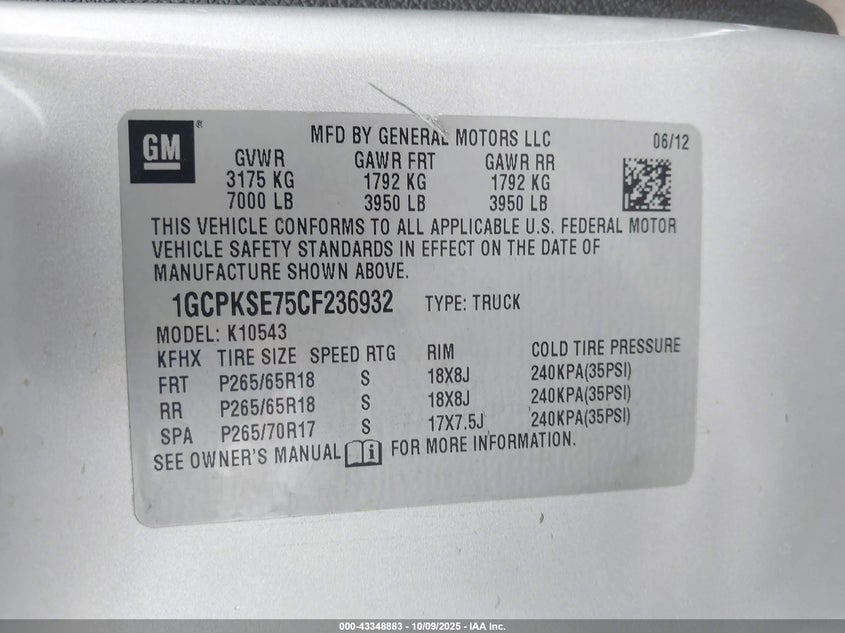 GM ®
MFD BY GENERAL MOTORS LLC 06/12
GVWR GAWR FRT GAWR RR
3175 KG 1792 KG 1792 KG
7000 LB 3950 LB 3950 LB
THIS VEHICLE CONFORMS TO ALL APPLICABLE U.S. FEDERAL MOTOR
VEHICLE SAFETY STANDARDS IN EFFECT ON THE DATE OF
MANUFACTURE SHOWN ABOVE.
1GCPKSE75CF236932 TYPE: TRUCK
MODEL: K10543
KFHX TIRE SIZE SPEED RTG RIM COLD TIRE PRESSURE
FRT P265/65R18 S 18X8J 240KPA(35PSI)
RR P265/65R18 S 18X8J 240KPA(35PSI)
SPA P265/70R17 S 17X7.5J 240KPA(35PSI)
SEE OWNER'S MANUAL i FOR MORE INFORMATION.
000-43348883 - 10/09/2025 - IAA Inc.